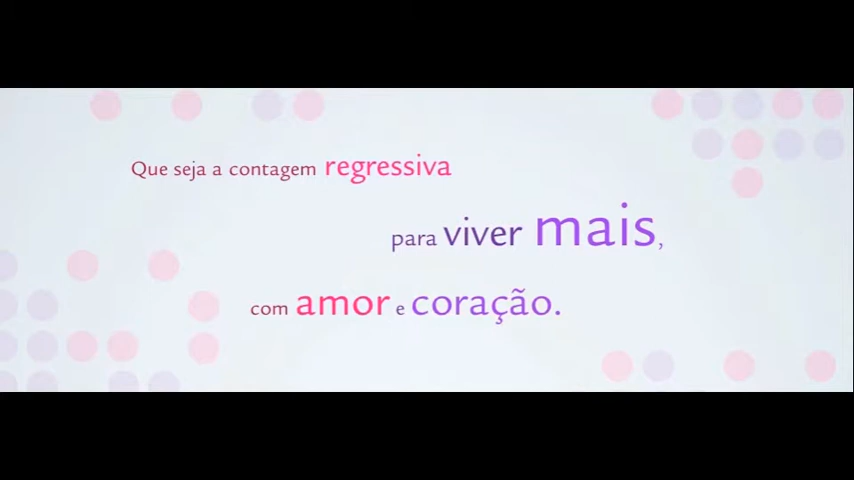 Que seja a contagem regressiva
para viver mais,
com amor e coração.